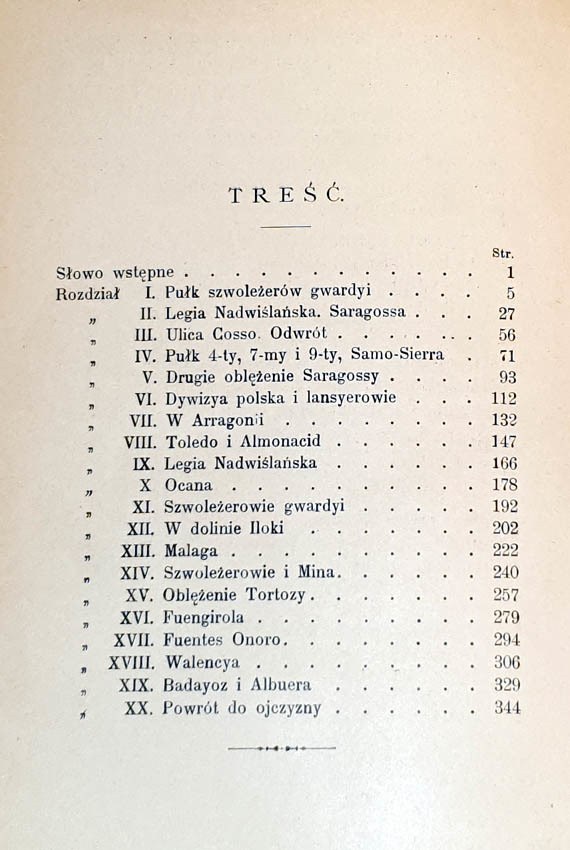 TREŚĆ.
Str.
Słowo wstępne . . . . . . . . . . . . 1
Rozdział I. Pułk szwoleżerów gwardyi . . . . 5
„ II. Legia Nadwiślańska. Saragossa . . . 27
„ III. Ulica Cosso. Odwrót . . . . . . . 56
„ IV. Pułk 4-ty, 7-my i 9-ty, Samo-Sierra . 71
„ V. Drugie oblężenie Saragossy . . . . 93
„ VI. Dywizya polska i lansyerowie . . . 112
„ VII. W Arragonii . . . . . . . 132
„ VIII. Toledo i Almonacid . . . . . . 147
„ IX. Legia Nadwiślańska . . . . . . 166
„ X Ocana . . . . . . . . . . 178
„ XI. Szwoleżerowie gwardyi . . . . . 192
„ XII. W dolinie Iloki . . . . . . . 202
„ XIII. Malaga . . . . . . . . . . 222
„ XIV. Szwoleżerowie i Mina. . . . . . 240
„ XV. Oblężenie Tortozy . . . . . . . 257
„ XVI. Fuengirola . . . . . . . . . 279
„ XVII. Fuentes Onoro. . . . . . . . 294
„ XVIII. Walencya . . . . . . . . . 306
„ XIX. Badayoz i Albuera . . . . . . 329
„ XX. Powrót do ojczyzny . . . . . . 344